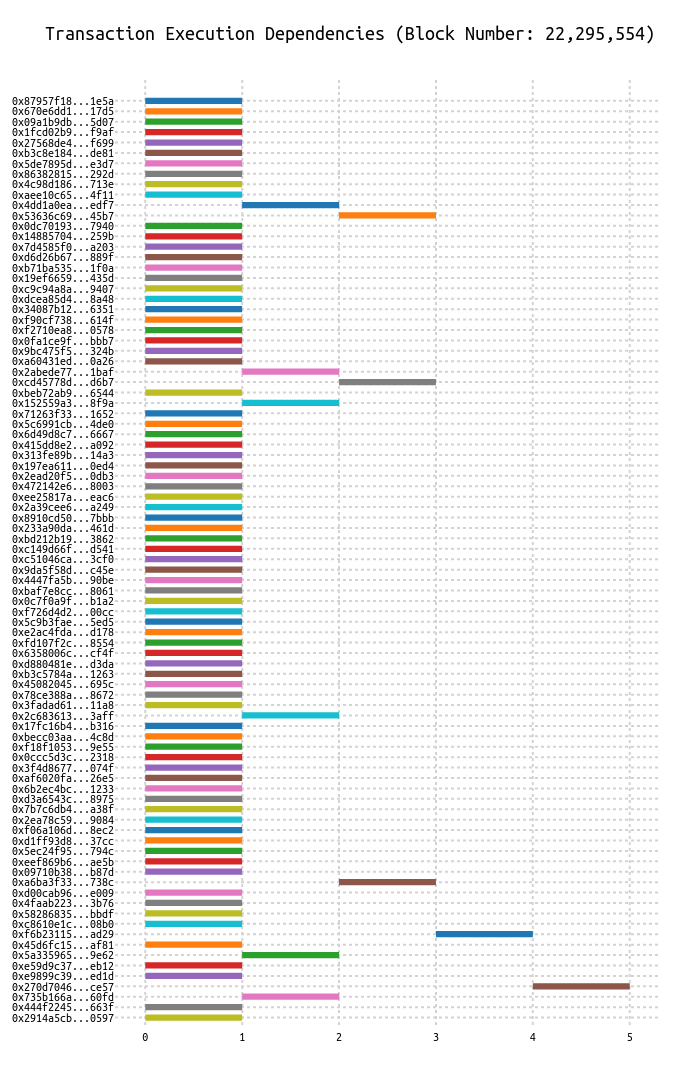 Transaction Execution Dependencies (Block Number: 22,295,554)
0x87957f18...1e5a
0x670e6dd1...17d5
0x09a1b9db...5d07
0x1fcd02b9...f9af
0x27568de4...f699
0xb3c8e184...de81
0x5de7895d...e3d7
0x86382815...292d
0x4c98d186...713e
0xaee10c65...4f11
0x4dd1a0ea...edf7
0x53636c69...45b7
0x0dc70193...7940
0x14885704...259b
0x7d4585f0...a203
0xd6d26b67...889f
0xb71ba535...1f0a
0x19ef6659...435d
0xc9c94a8a...9407
0xdcea85d4...8a48
0x34087b12...6351
0xf90cf738...614f
0xf2710ea8...0578
0x0fa1ce9f...bbb7
0x9bc475f5...324b
0xa60431ed...0a26
0x2abede77...1baf
0xcd45778d...d6b7
0xbeb72ab9...6544
0x152559a3...8f9a
0x71263f33...1652
0x5c6991cb...4de0
0x6d49d8c7...6667
0x415dd8e2...a092
0x313fe89b...14a3
0x197ea611...0ed4
0x2ead20f5...0db3
0x472142e6...8003
0xee25817a...eac6
0x2a39cee6...a249
0x8910cd50...7bbb
0x233a90da...461d
0xbd212b19...3862
0xc149d66f...d541
0xc51046ca...3cf0
0x9da5f58d...c45e
0x4447fa5b...90be
0xbaf7e8cc...8061
0x0c7f0a9f...b1a2
0xf726d4d2...00cc
0x5c9b3fae...5ed5
0xe2ac4fda...d178
0xfd107f2c...8554
0x6358006c...cf4f
0xd880481e...d3da
0xb3c5784a...1263
0x45082045...695c
0x78ce388a...8672
0x3fadad61...11a8
0x2c683613...3aff
0x17fc16b4...b316
0xbecc03aa...4c8d
0xf18f1053...9e55
0x0ccc5d3c...2318
0x3f4d8677...074f
0xaf6020fa...26e5
0x6b2ec4bc...1233
0xd3a6543c...8975
0x7b7c6db4...a38f
0x2ea78c59...9084
0xf06a106d...8ec2
0xd1ff93d8...37cc
0x5ec24f95...794c
0xeef869b6...ae5b
0x09710b38...b87d
0xa6ba3f33...738c
0xd00cab96...e009
0x4faab223...3b76
0x58286835...bbdf
0xc8610e1c...08b0
0xf6b23115...ad29
0x45d6fc15...af81
0x5a335965...9e62
0xe59d9c37...eb12
0xe9899c39...ed1d
0x270d7046...ce57
0x735b166a...60fd
0x444f2245...663f
0x2914a5cb...0597
0 1 2 3 4 5